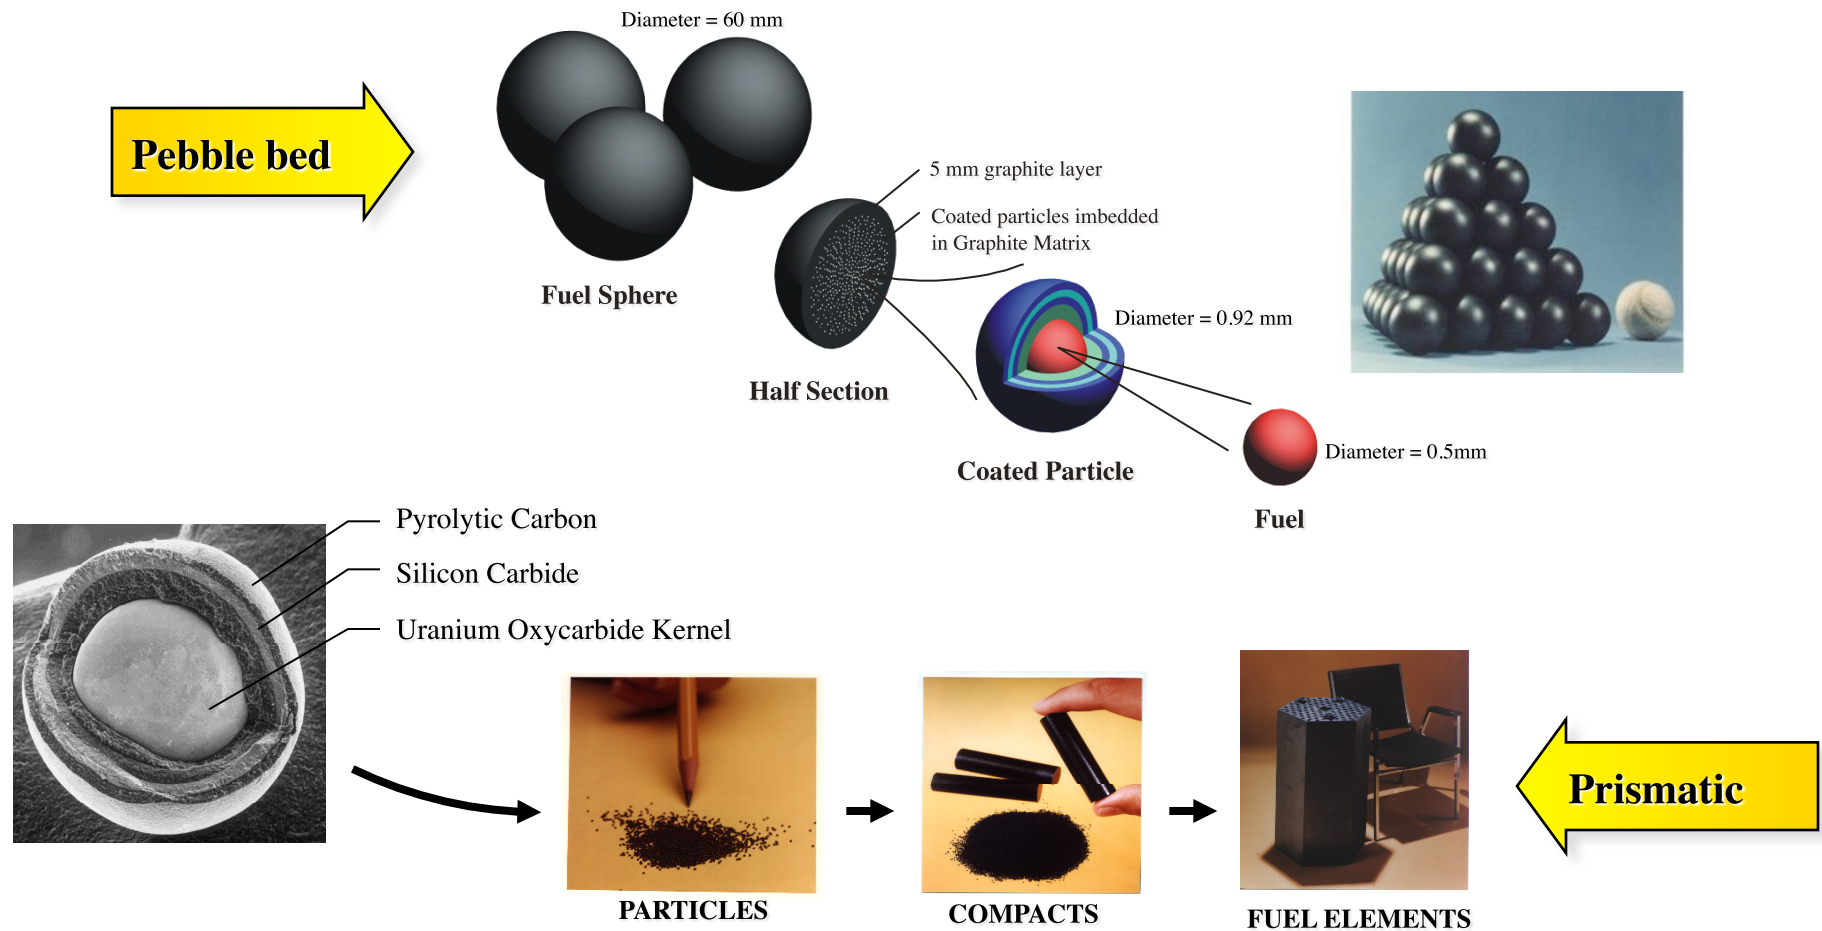 Diameter = 60 mm
Pebble bed
5 mm graphite layer
Coated particles imbedded
in Graphite Matrix
Fuel Sphere
Diameter = 0.92 mm
Half Section
Diameter = 0.5mm
Coated Particle
Fuel
Pyrolytic Carbon
Silicon Carbide
Uranium Oxycarbide Kernel
Prismatic
PARTICLES
COMPACTS
FUEL ELEMENTS